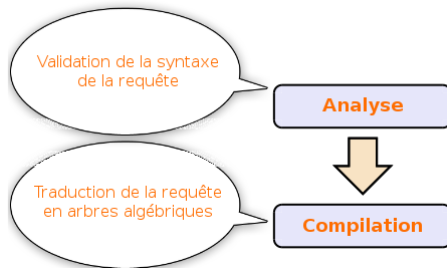 Validation de la syntaxe
de la requête
Analyse
Traduction de la requête
en arbres algébriques
Compilation